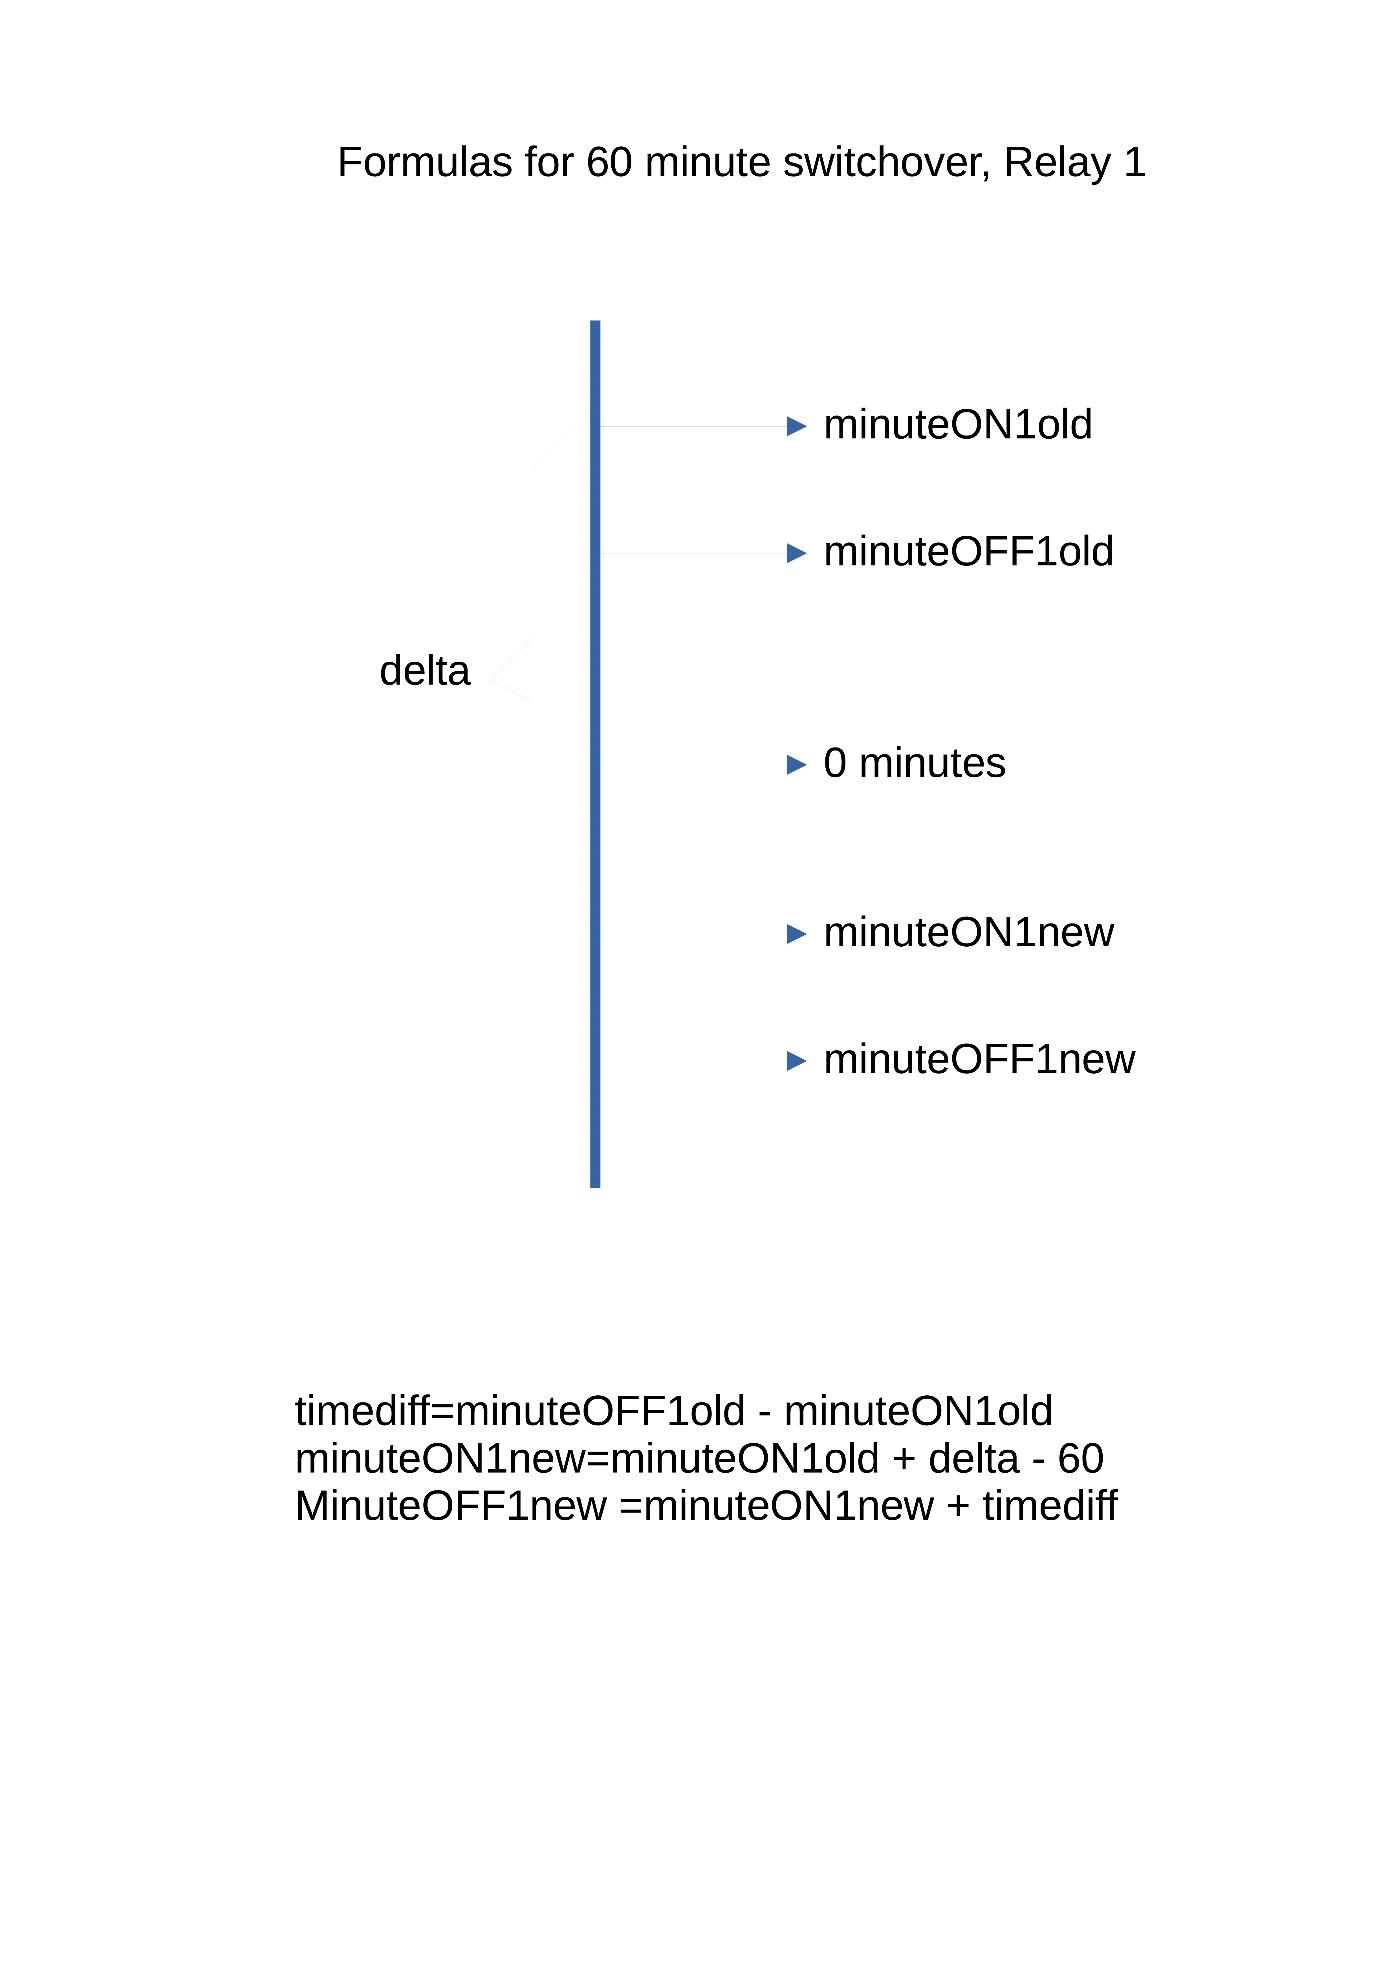 Formulas for 60 minute switchover, Relay 1
minuteON1old
minuteOFF1old
delta
0 minutes
minuteON1new
minuteOFF1new
timediff=minuteOFF1old - minuteON1old
minuteON1new=minuteON1old + delta - 60
MinuteOFF1new =minuteON1new + timediff